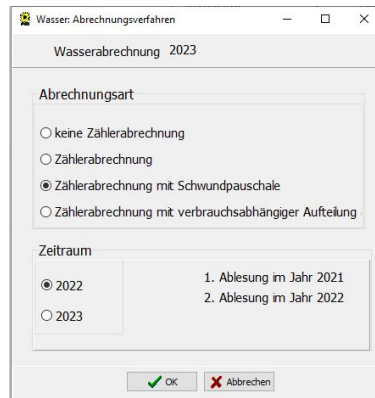 Wasser: Abrechnungsverfahren
Wasserabrechnung 2023
Abrechnungsart
keine Zählerabrechnung
Zählerabrechnung
Zählerabrechnung mit Schwundpauschale
Zählerabrechnung mit verbrauchsabhängiger Aufteilung
Zeitraum
2022
2023
1. Ablesung im Jahr 2021
2. Ablesung im Jahr 2022
OK
Abbrechen